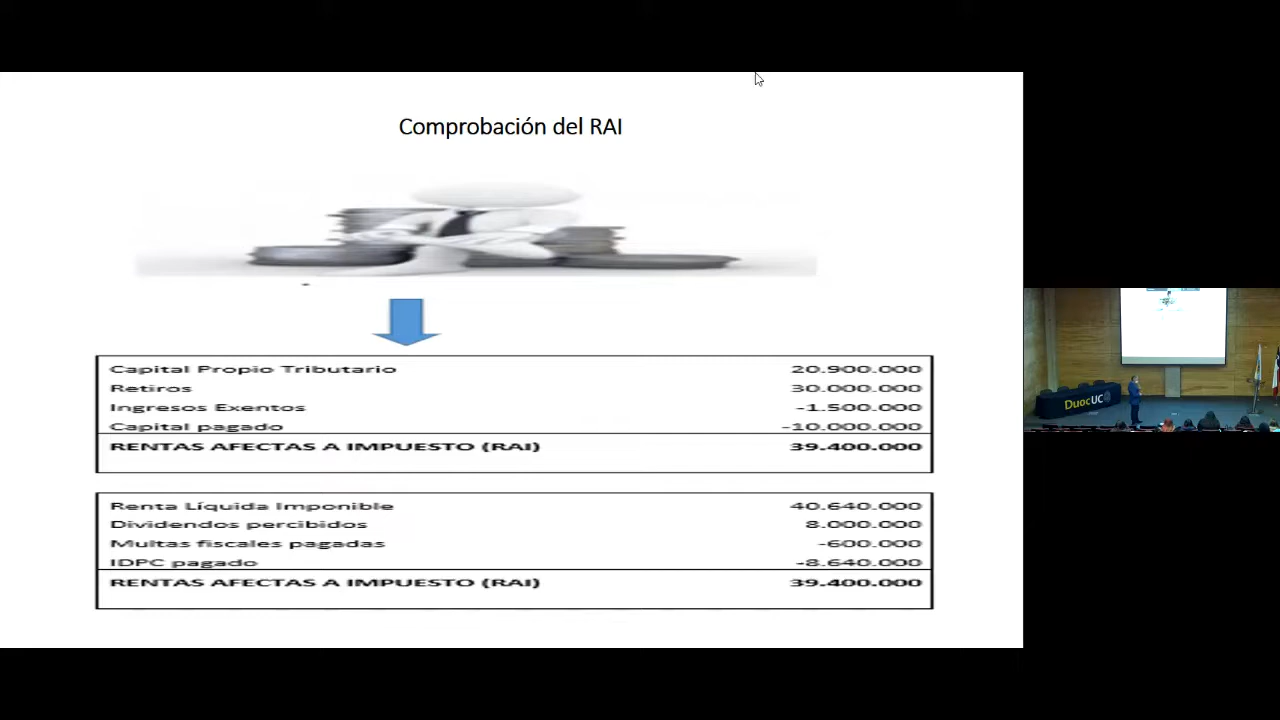 Comprobación del RAI
Capital Propio Tributario 20.900.000
Retiros 30.000.000
Ingresos Exentos -1.500.000
Capital pagado -10.000.000
RENTAS AFECTAS A IMPUESTO (RAI) 39.400.000
Renta Líquida Imponible 40.640.000
Dividendos percibidos 8.000.000
Multas fiscales pagadas -600.000
IDPC pagado -8.640.000
RENTAS AFECTAS A IMPUESTO (RAI) 39.400.000
DuocUC